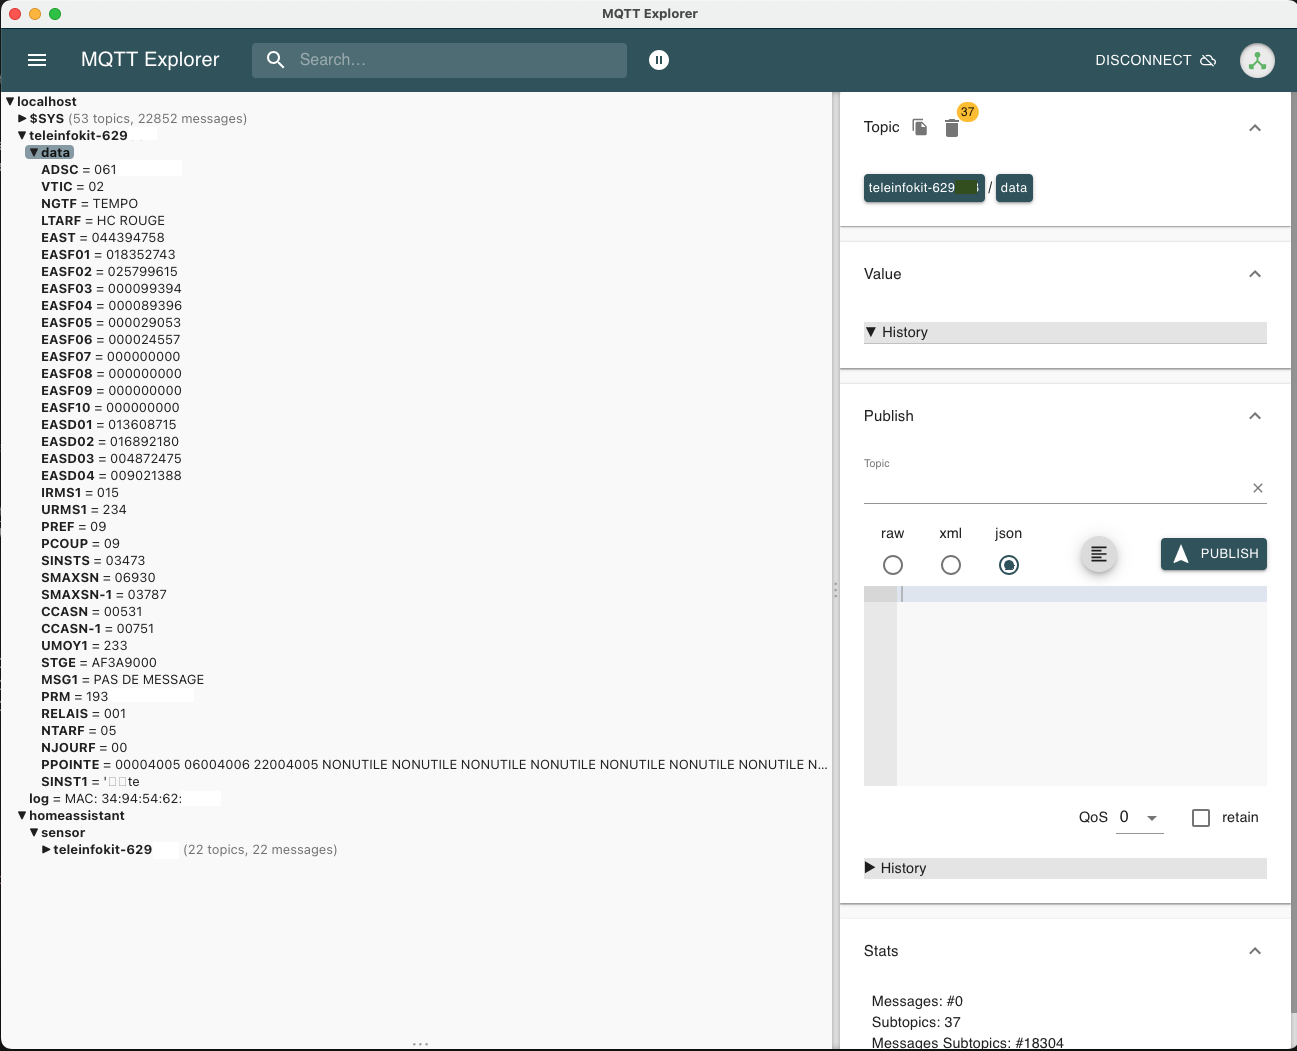 MQTT Explorer
MQTT Explorer
Search...
DISCONNECT
localhost
$SYS (53 topics, 22852 messages)
teleinfokit-629
data
ADSC = 061
VTIC = 02
NGTF = TEMPO
LTARF = HC ROUGE
EAST = 044394758
EASF01 = 018352743
EASF02 = 025799615
EASF03 = 000099394
EASF04 = 000089396
EASF05 = 000029053
EASF06 = 000024557
EASF07 = 000000000
EASF08 = 000000000
EASF09 = 000000000
EASF10 = 000000000
EASD01 = 013608715
EASD02 = 016892180
EASD03 = 004872475
EASD04 = 009021388
IRMS1 = 015
URMS1 = 234
PREF = 09
PCOUP = 09
SINSTS = 03473
SMAXSN = 06930
SMAXSN-1 = 03787
CCASN = 00531
CCASN-1 = 00751
UMOY1 = 233
STGE = AF3A9000
MSG1 = PAS DE MESSAGE
PRM = 193
RELAIS = 001
NTARF = 05
NJOURF = 00
PPOINTE = 00004005 06004006 22004005 NONUTILE NONUTILE NONUTILE NONUTILE NONUTILE NONUTILE NONUTILE N...
SINST1 = '□□te
log = MAC: 34:94:54:62:
homeassistant
sensor
teleinfokit-629 (22 topics, 22 messages)
Topic 37
teleinfokit-629 / data
Value
History
Publish
Topic
raw xml json
PUBLISH
QoS 0 retain
History
Stats
Messages: #0
Subtopics: 37
Messages Subtopics: #18304